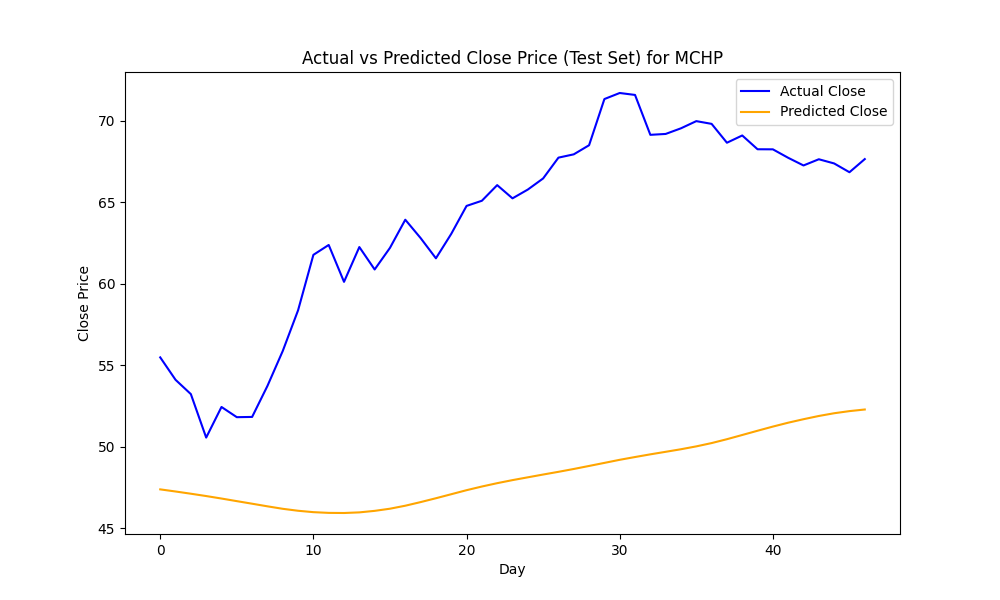 Actual vs Predicted Close Price (Test Set) for MCHP
Actual Close
Predicted Close
70
65
60
55
50
45
Close Price
0 10 20 30 40
Day